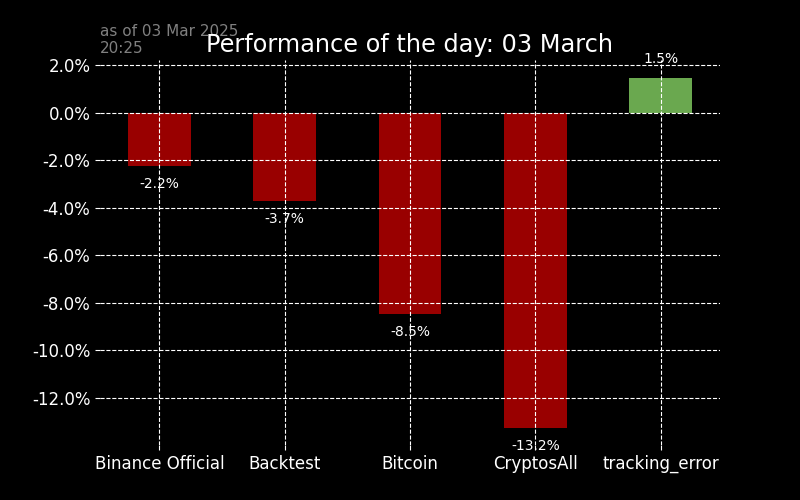 as of 03 Mar 2025
20:25
Performance of the day: 03 March
2.0%
0.0%
-2.0%
-4.0%
-6.0%
-8.0%
-10.0%
-12.0%
1.5%
-2.2%
-3.7%
-8.5%
-13.2%
Binance Official
Backtest
Bitcoin
CryptosAll
tracking_error